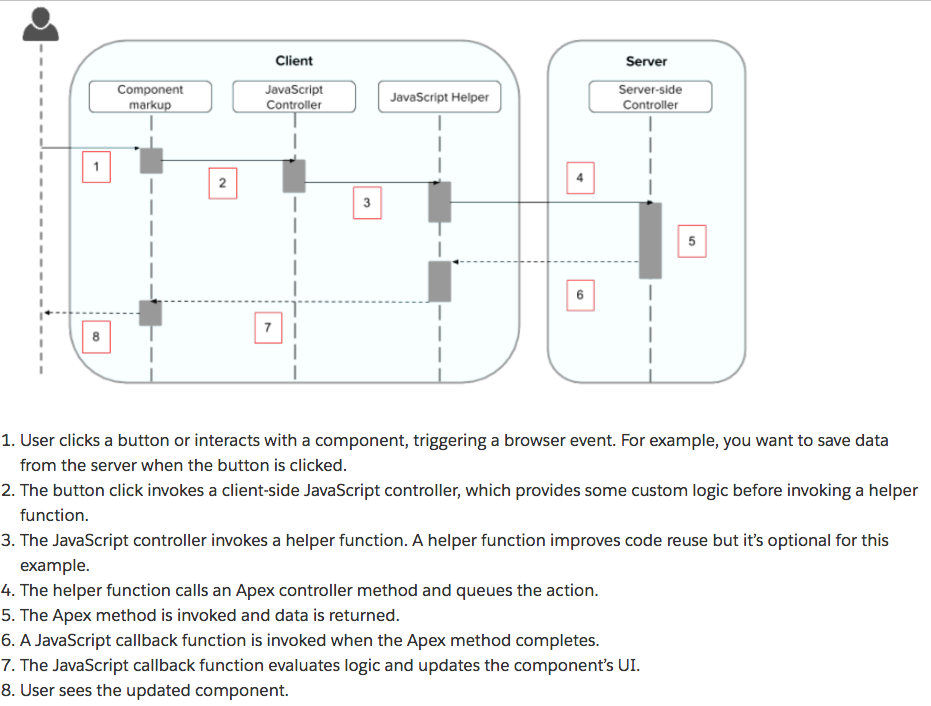 Client
Server
Component
markup
JavaScript
Controller
JavaScript Helper
Server-side
Controller
1
2
3
4
5
6
7
8
1. User clicks a button or interacts with a component, triggering a browser event. For example, you want to save data
from the server when the button is clicked.
2. The button click invokes a client-side JavaScript controller, which provides some custom logic before invoking a helper
function.
3. The JavaScript controller invokes a helper function. A helper function improves code reuse but it’s optional for this
example.
4. The helper function calls an Apex controller method and queues the action.
5. The Apex method is invoked and data is returned.
6. A JavaScript callback function is invoked when the Apex method completes.
7. The JavaScript callback function evaluates logic and updates the component’s UI.
8. User sees the updated component.